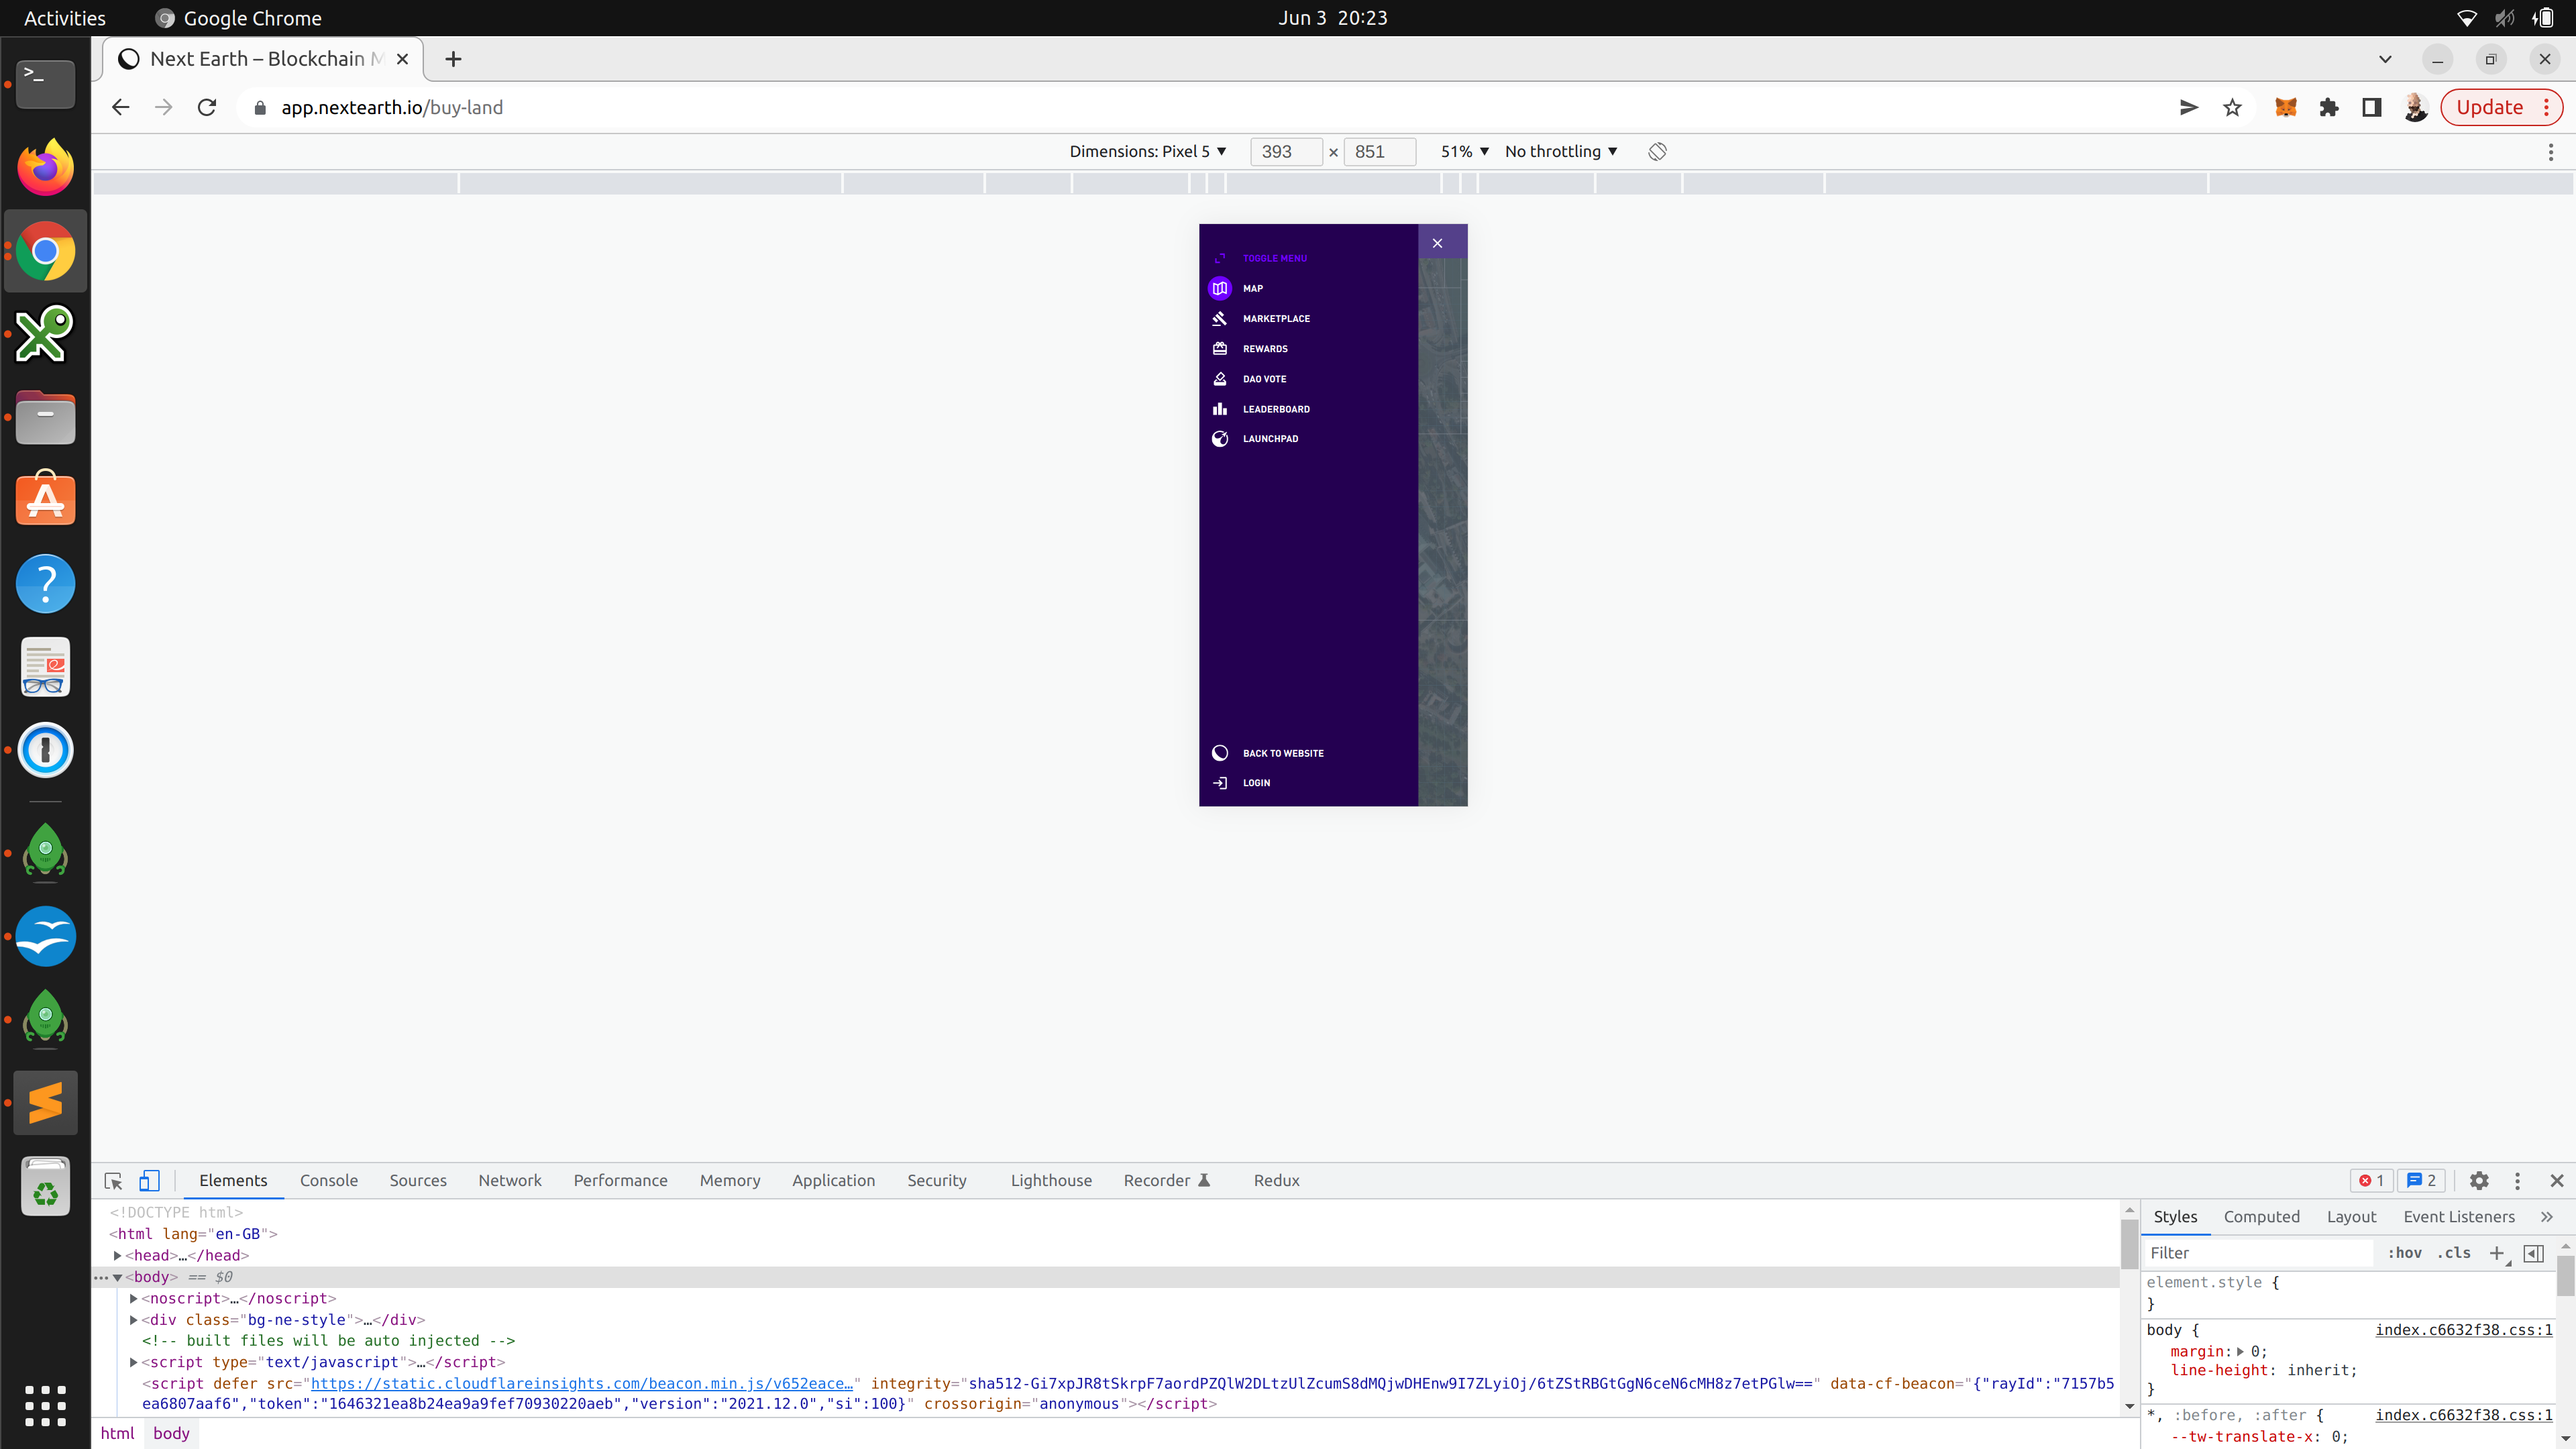 Activities
Google Chrome
Jun 3 20:23
Next Earth – Blockchain M
app.nextearth.io/buy-land
Update
Dimensions: Pixel 5
393 × 851
51%
No throttling
TOGGLE MENU
MAP
MARKETPLACE
REWARDS
DAO VOTE
LEADERBOARD
LAUNCHPAD
BACK TO WEBSITE
LOGIN
Elements Console Sources Network Performance Memory Application Security Lighthouse Recorder Redux
1
2
<!DOCTYPE html>
<html lang="en-GB">
<head>…</head>
<body> == $0
<noscript>…</noscript>
<div class="bg-ne-style">…</div>
<!-- built files will be auto injected -->
<script type="text/javascript">…</script>
<script defer src="https://static.cloudflareinsights.com/beacon.min.js/v652eace…" integrity="sha512-Gi7xpJR8tSkrpF7aordPZQlW2DLtzUlZcumS8dMQjwDHEnw9I7ZLyiOj/6tZStRBGtGgN6ceN6cMH8z7etPGlw==" data-cf-beacon="{"rayId":"7157b5
ea6807aaf6","token":"1646321ea8b24ea9a9fef70930220aeb","version":"2021.12.0","si":100}" crossorigin="anonymous"></script>
html body
Styles Computed Layout Event Listeners
Filter
:hov .cls
element.style {
}
body { index.c6632f38.css:1
margin: 0;
line-height: inherit;
}
*, :before, :after { index.c6632f38.css:1
--tw-translate-x: 0;